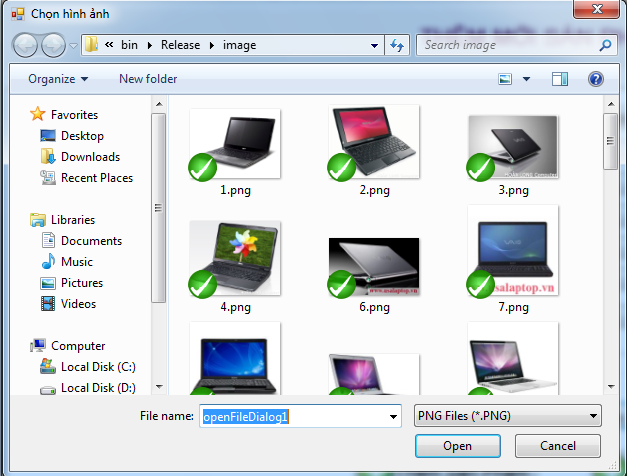 Chọn hình ảnh
« bin Release image
Search image
Organize New folder
Favorites
Desktop
Downloads
Recent Places
Libraries
Documents
Music
Pictures
Videos
Computer
Local Disk (C:)
Local Disk (D:)
1.png 2.png 3.png
4.png 6.png 7.png
salaptop.vn
VAIO
File name: openFileDialog1 PNG Files (*.PNG)
Open Cancel